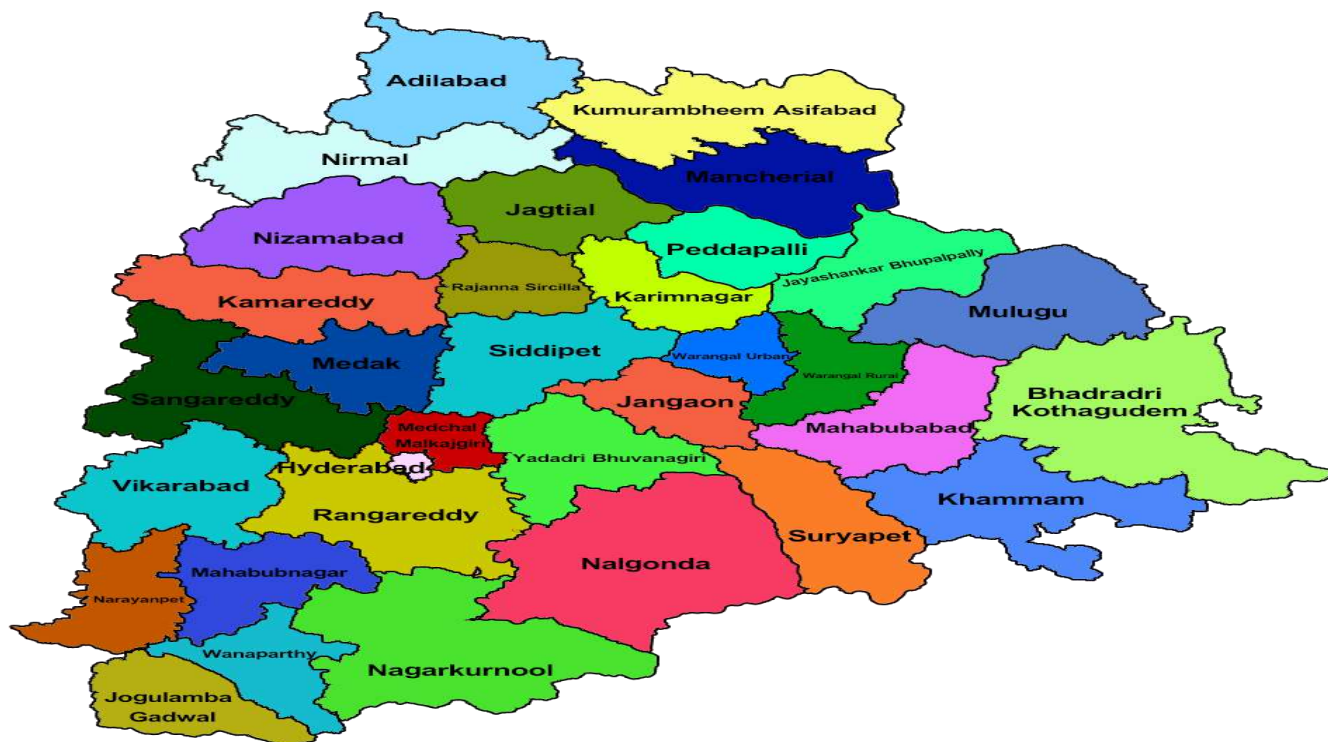 Adilabad
Kumurambheem Asifabad
Nirmal
Mancherial
Jagtial
Nizamabad
Peddapalli
Jayashankar Bhupalpally
Rajanna Sircilla
Karimnagar
Kamareddy
Mulugu
Siddipet
Warangal Urban
Medak
Warangal Rural
Bhadradri
Kothagudem
Sangareddy
Jangaon
Mahabubabad
Medchal
Malkajgiri
Yadadri Bhuvanagiri
Hyderabad
Vikarabad
Khammam
Rangareddy
Suryapet
Nalgonda
Mahabubnagar
Narayanpet
Wanaparthy
Nagarkurnool
Jogulamba
Gadwal